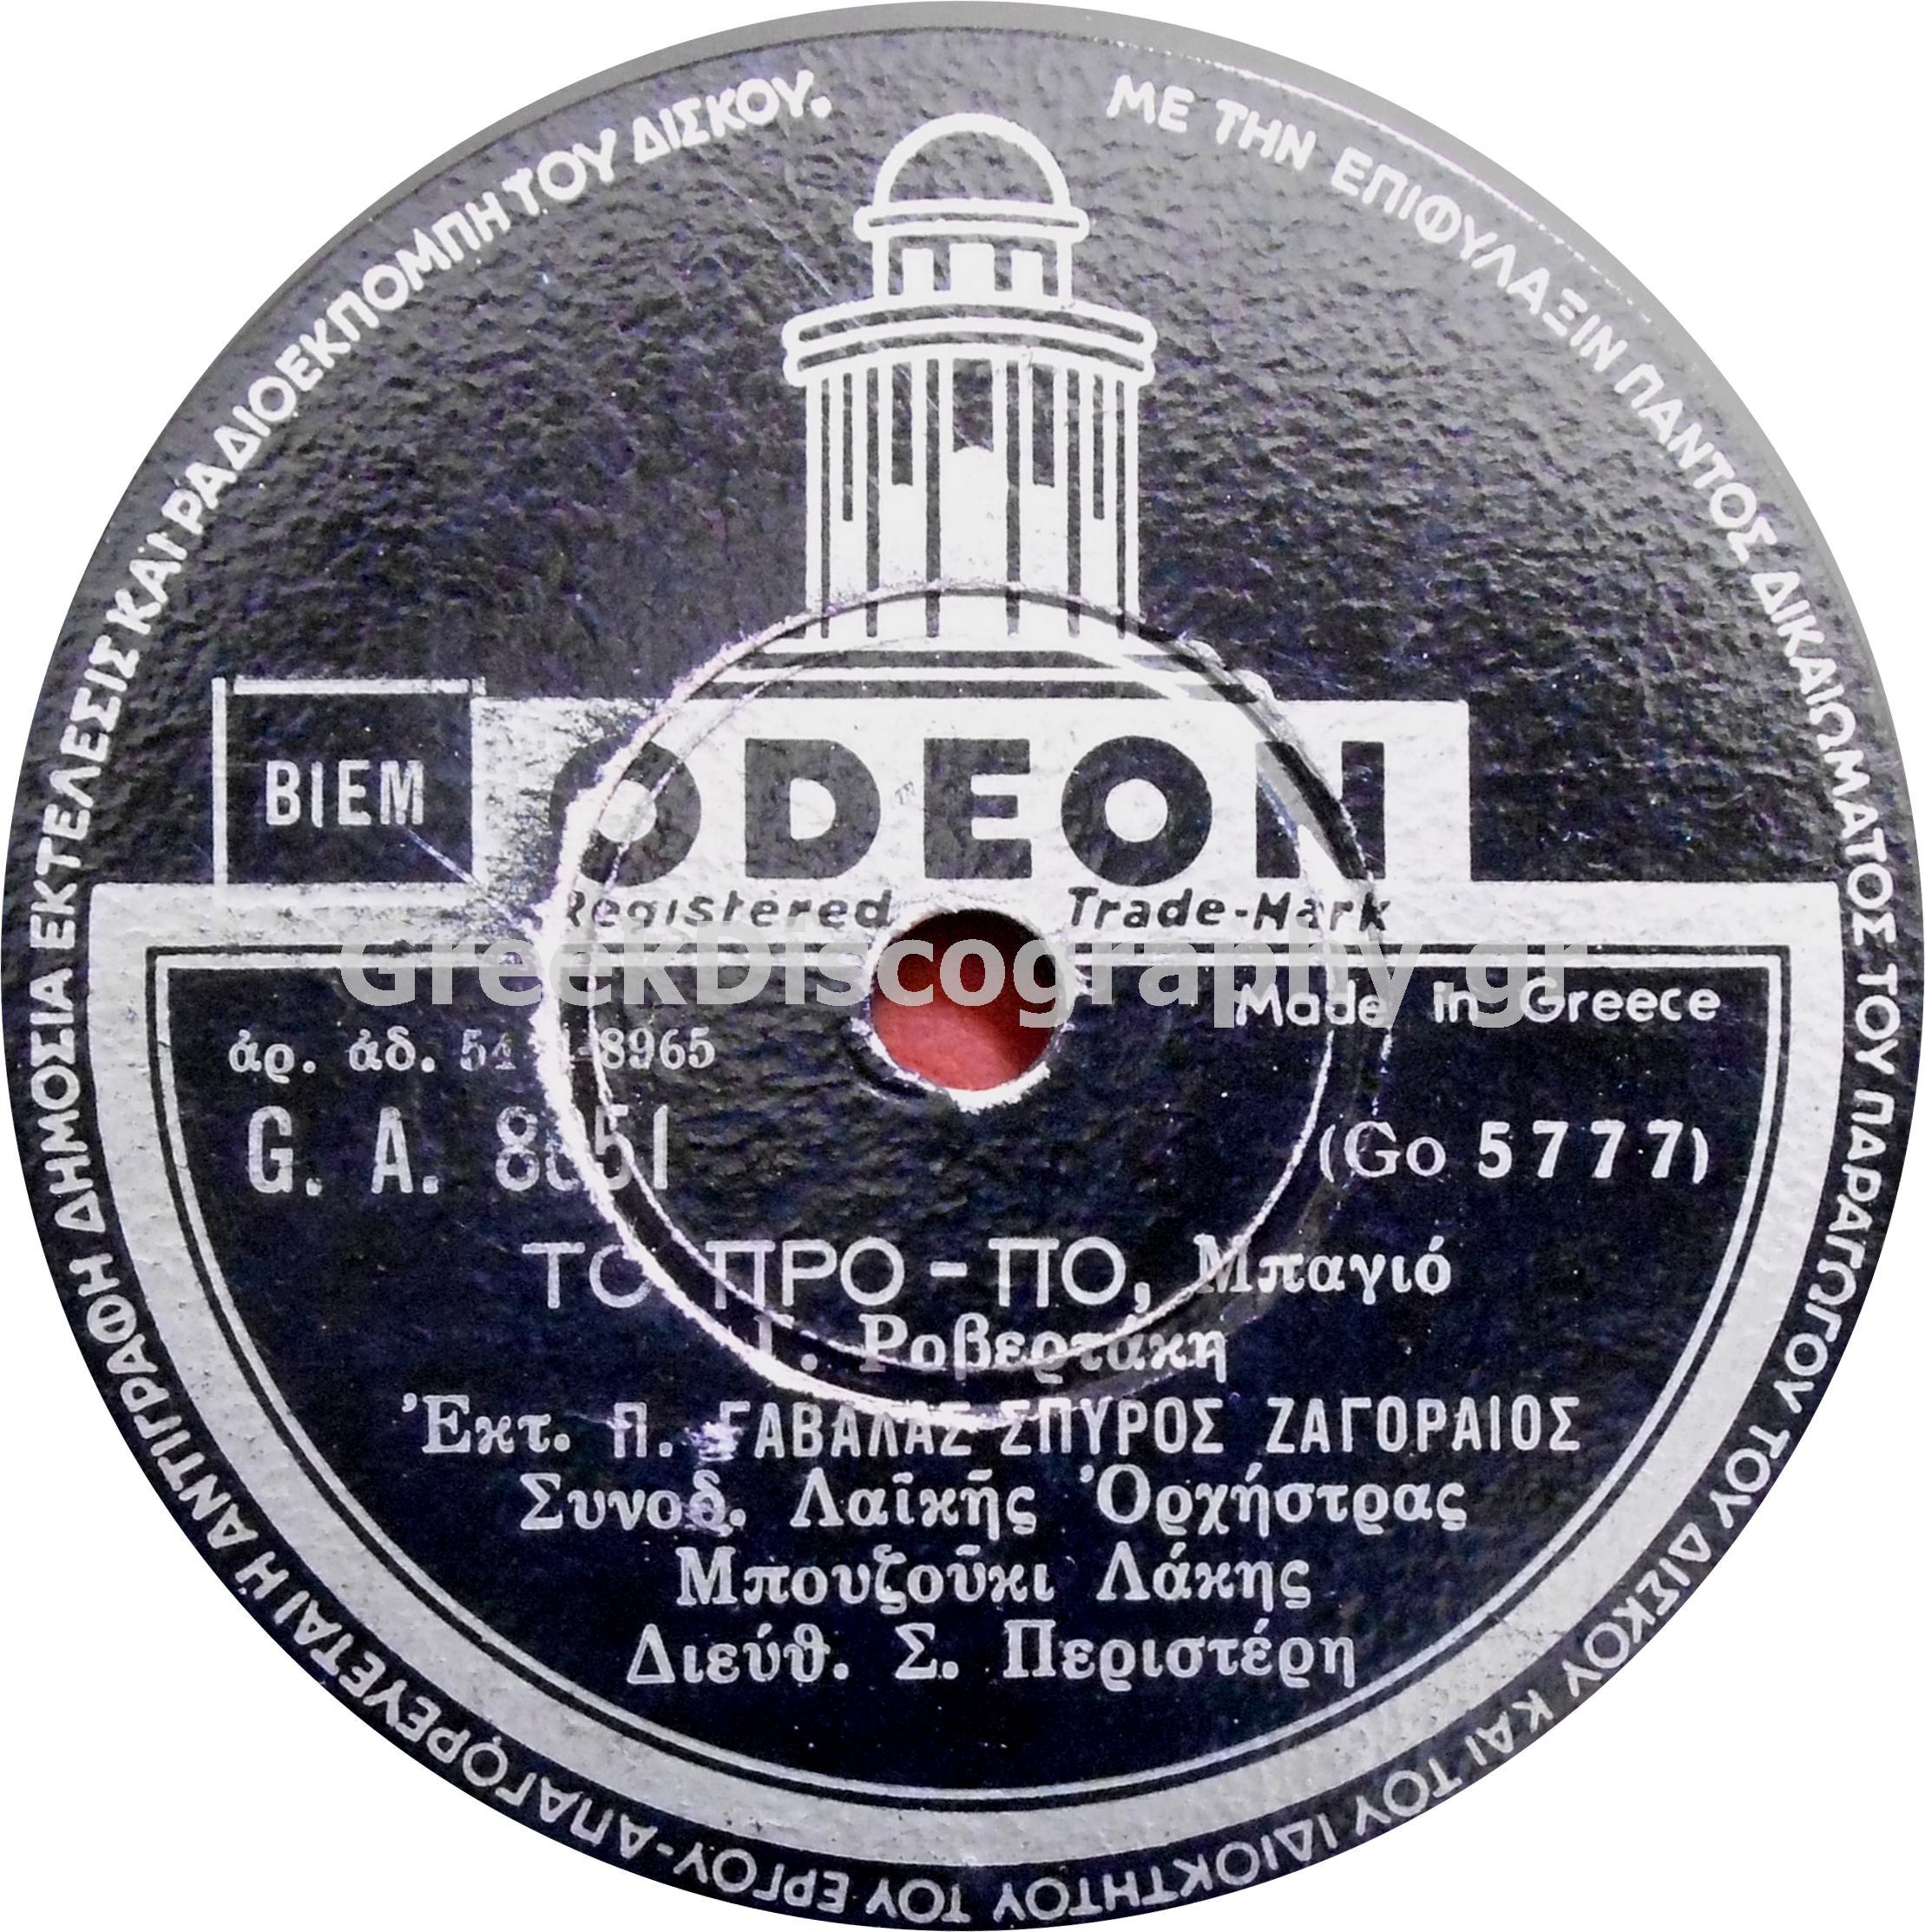 ΜΕ ΤΗΝ ΕΠΙΦΥΛΑΞΙΝ ΠΑΝΤΟΣ ΔΙΚΑΙΩΜΑΤΟΣ ΤΟΥ ΠΑΡΑΓΩΓΟΥ ΤΟΥ ΔΙΣΚΟΥ ΚΑΙ ΤΟΥ ΙΔΙΟΚΤΗΤΟΥ ΤΟΥ ΕΡΓΟΥ-ΑΠΑΓΟΡΕΥΕΤΑΙ Η ΑΝΤΙΓΡΑΦΗ ΔΗΜΟΣΙΑ ΕΚΤΕΛΕΣΙΣ ΚΑΙ ΡΑΔΙΟΕΚΠΟΜΠΗ ΤΟΥ ΔΙΣΚΟΥ.
BIEM
ODEON
Registered Trade-Mark
GreekDiscography.gr
Made in Greece
ἀρ. ἀδ.
G. A.
(Go 5777)
ΤΟ ΠΡΟ - ΠΟ, Μπαγιό
Γ. Ροβερτάκη
Ἐκτ. Π. ΓΑΒΑΛΑΣ ΣΠΥΡΟΣ ΖΑΓΟΡΑΙΟΣ
Συνοδ. Λαϊκῆς Ὀρχήστρας
Μπουζοῦκι Λάκης
Διεύθ. Σ. Περιστέρη